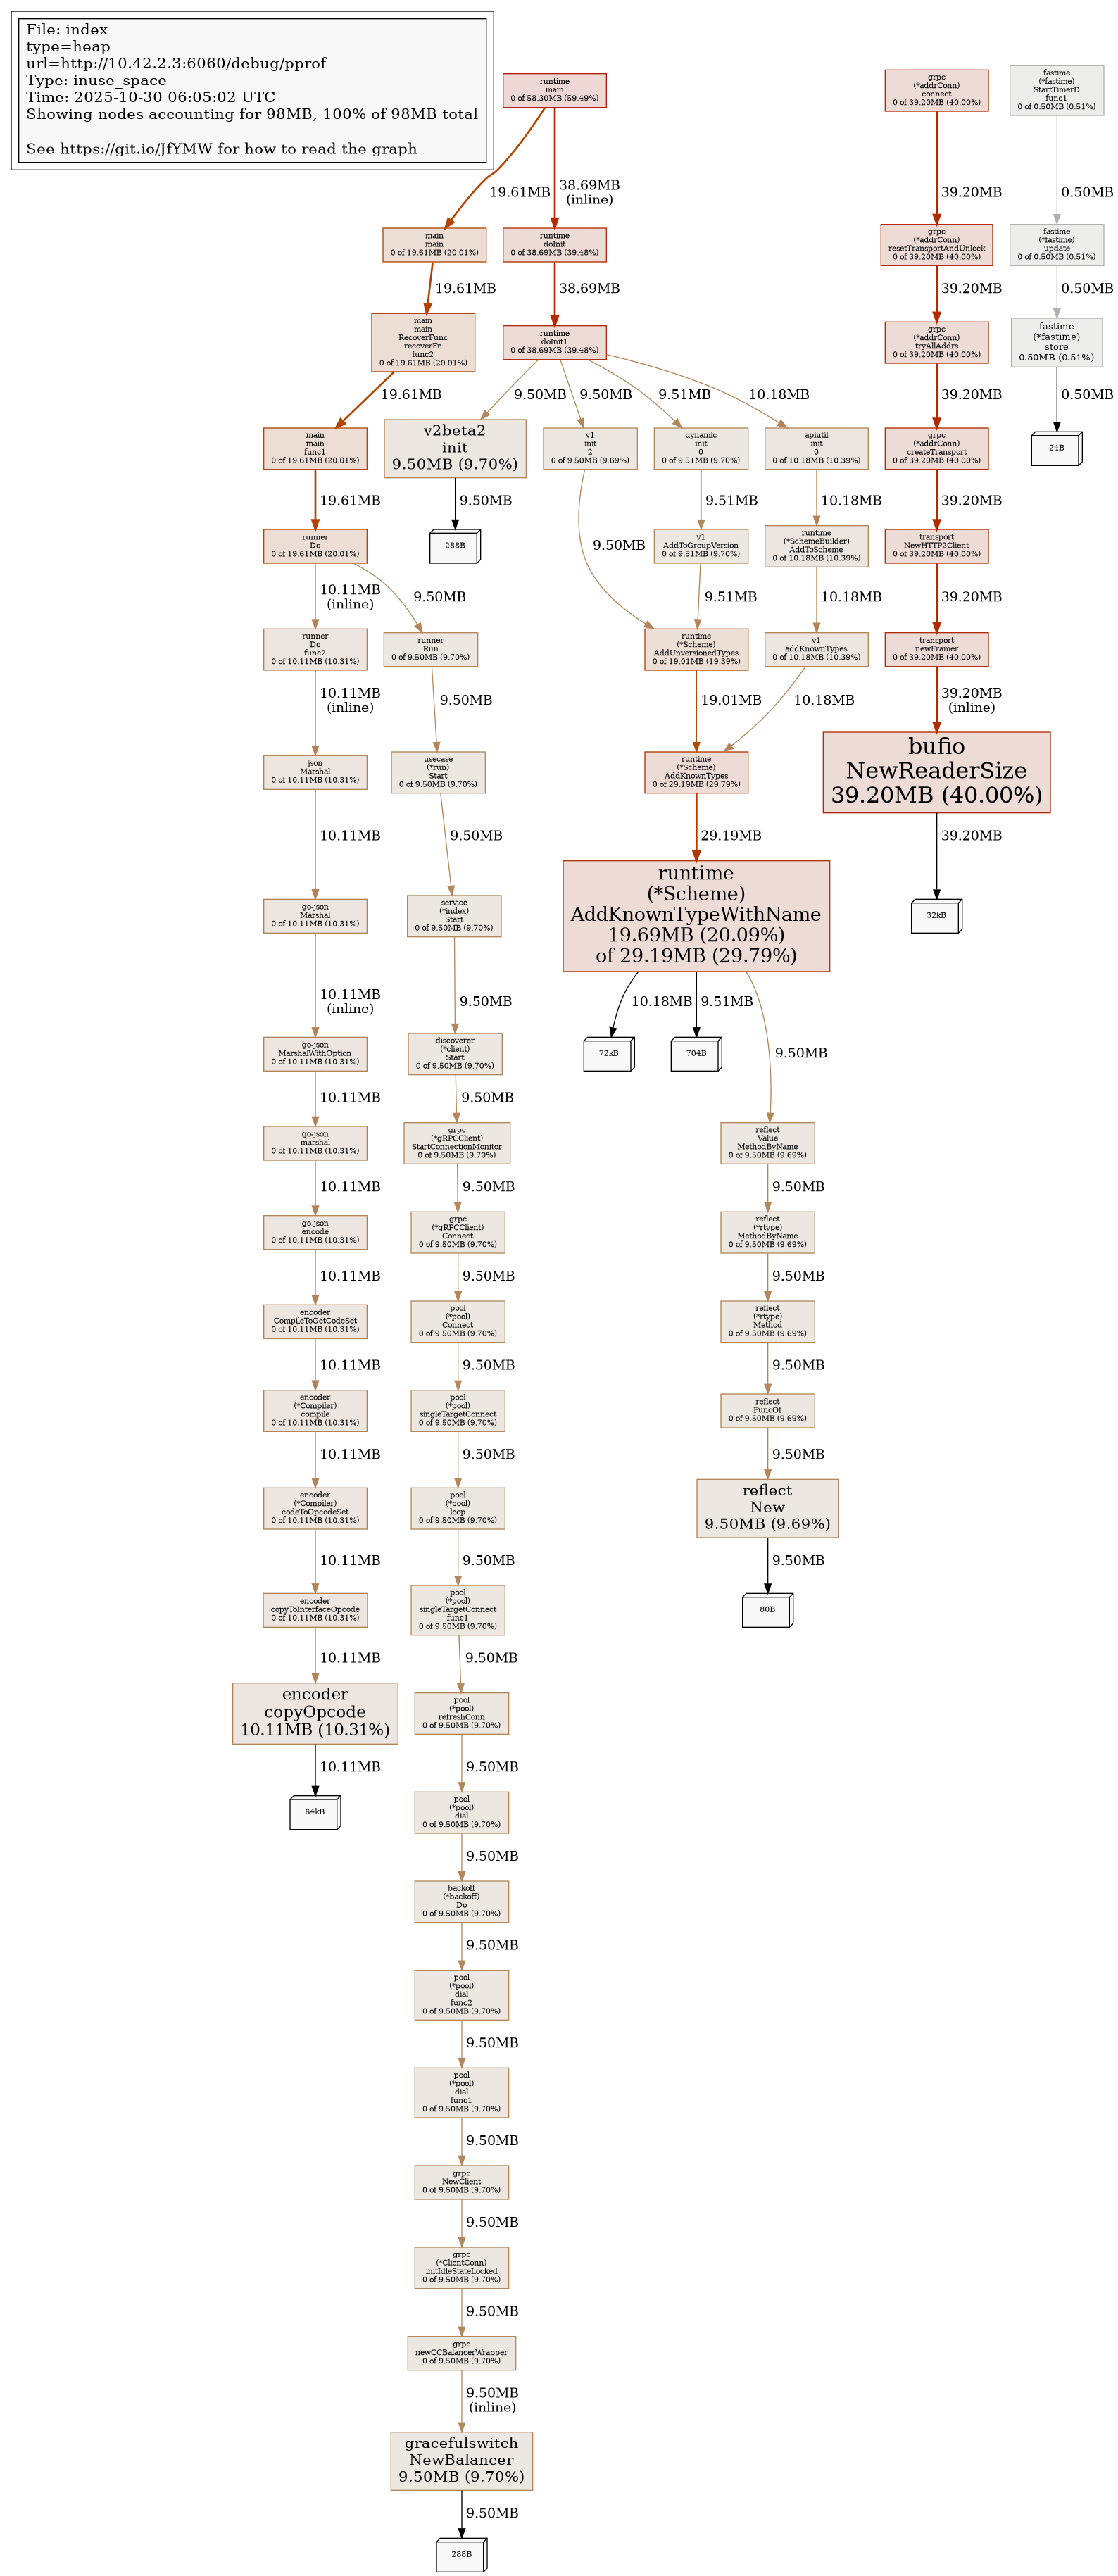 File: index
type=heap
url=http://10.42.2.3:6060/debug/pprof
Type: inuse_space
Time: 2025-10-30 06:05:02 UTC
Showing nodes accounting for 98MB, 100% of 98MB total
See https://git.io/JfYMW for how to read the graph
runtime
main
0 of 58.30MB (59.49%)
grpc
(*addrConn)
connect
0 of 39.20MB (40.00%)
fastime
(*fastime)
StartTimerD
func1
0 of 0.50MB (0.51%)
19.61MB
38.69MB
(inline)
39.20MB
0.50MB
main
main
0 of 19.61MB (20.01%)
runtime
doInit
0 of 38.69MB (39.48%)
grpc
(*addrConn)
resetTransportAndUnlock
0 of 39.20MB (40.00%)
fastime
(*fastime)
update
0 of 0.50MB (0.51%)
19.61MB
38.69MB
39.20MB
0.50MB
main
main
RecoverFunc
recoverFn
func2
0 of 19.61MB (20.01%)
runtime
doInit1
0 of 38.69MB (39.48%)
grpc
(*addrConn)
tryAllAddrs
0 of 39.20MB (40.00%)
fastime
(*fastime)
store
0.50MB (0.51%)
19.61MB
9.50MB
9.50MB
9.51MB
10.18MB
39.20MB
0.50MB
main
main
func1
0 of 19.61MB (20.01%)
v2beta2
init
9.50MB (9.70%)
v1
init
2
0 of 9.50MB (9.69%)
dynamic
init
0
0 of 9.51MB (9.70%)
apiutil
init
0
0 of 10.18MB (10.39%)
grpc
(*addrConn)
createTransport
0 of 39.20MB (40.00%)
24B
19.61MB
9.50MB
9.50MB
9.51MB
10.18MB
39.20MB
runner
Do
0 of 19.61MB (20.01%)
288B
v1
AddToGroupVersion
0 of 9.51MB (9.70%)
runtime
(*SchemeBuilder)
AddToScheme
0 of 10.18MB (10.39%)
transport
NewHTTP2Client
0 of 39.20MB (40.00%)
10.11MB
(inline)
9.50MB
9.51MB
10.18MB
39.20MB
runner
Do
func2
0 of 10.11MB (10.31%)
runner
Run
0 of 9.50MB (9.70%)
runtime
(*Scheme)
AddUnversionedTypes
0 of 19.01MB (19.39%)
v1
addKnownTypes
0 of 10.18MB (10.39%)
transport
newFramer
0 of 39.20MB (40.00%)
10.11MB
(inline)
9.50MB
19.01MB
10.18MB
39.20MB
(inline)
json
Marshal
0 of 10.11MB (10.31%)
usecase
(*run)
Start
0 of 9.50MB (9.70%)
runtime
(*Scheme)
AddKnownTypes
0 of 29.19MB (29.79%)
bufio
NewReaderSize
39.20MB (40.00%)
10.11MB
9.50MB
29.19MB
39.20MB
go-json
Marshal
0 of 10.11MB (10.31%)
service
(*index)
Start
0 of 9.50MB (9.70%)
runtime
(*Scheme)
AddKnownTypeWithName
19.69MB (20.09%)
of 29.19MB (29.79%)
32kB
10.11MB
(inline)
9.50MB
10.18MB
9.51MB
9.50MB
go-json
MarshalWithOption
0 of 10.11MB (10.31%)
discoverer
(*client)
Start
0 of 9.50MB (9.70%)
72kB
704B
10.11MB
9.50MB
go-json
marshal
0 of 10.11MB (10.31%)
grpc
(*gRPCClient)
StartConnectionMonitor
0 of 9.50MB (9.70%)
reflect
Value
MethodByName
0 of 9.50MB (9.69%)
10.11MB
9.50MB
9.50MB
go-json
encode
0 of 10.11MB (10.31%)
grpc
(*gRPCClient)
Connect
0 of 9.50MB (9.70%)
reflect
(*rtype)
MethodByName
0 of 9.50MB (9.69%)
10.11MB
9.50MB
9.50MB
encoder
CompileToGetCodeSet
0 of 10.11MB (10.31%)
pool
(*pool)
Connect
0 of 9.50MB (9.70%)
reflect
(*rtype)
Method
0 of 9.50MB (9.69%)
10.11MB
9.50MB
9.50MB
encoder
(*Compiler)
compile
0 of 10.11MB (10.31%)
pool
(*pool)
singleTargetConnect
0 of 9.50MB (9.70%)
reflect
FuncOf
0 of 9.50MB (9.69%)
10.11MB
9.50MB
9.50MB
encoder
(*Compiler)
codeToOpcodeSet
0 of 10.11MB (10.31%)
pool
(*pool)
loop
0 of 9.50MB (9.70%)
reflect
New
9.50MB (9.69%)
10.11MB
9.50MB
9.50MB
encoder
copyToInterfaceOpcode
0 of 10.11MB (10.31%)
pool
(*pool)
singleTargetConnect
func1
0 of 9.50MB (9.70%)
80B
10.11MB
9.50MB
encoder
copyOpcode
10.11MB (10.31%)
pool
(*pool)
refreshConn
0 of 9.50MB (9.70%)
10.11MB
9.50MB
64kB
pool
(*pool)
dial
0 of 9.50MB (9.70%)
9.50MB
backoff
(*backoff)
Do
0 of 9.50MB (9.70%)
9.50MB
pool
(*pool)
dial
func2
0 of 9.50MB (9.70%)
9.50MB
pool
(*pool)
dial
func1
0 of 9.50MB (9.70%)
9.50MB
grpc
NewClient
0 of 9.50MB (9.70%)
9.50MB
grpc
(*ClientConn)
initIdleStateLocked
0 of 9.50MB (9.70%)
9.50MB
grpc
newCCBalancerWrapper
0 of 9.50MB (9.70%)
9.50MB
(inline)
gracefulswitch
NewBalancer
9.50MB (9.70%)
9.50MB
288B